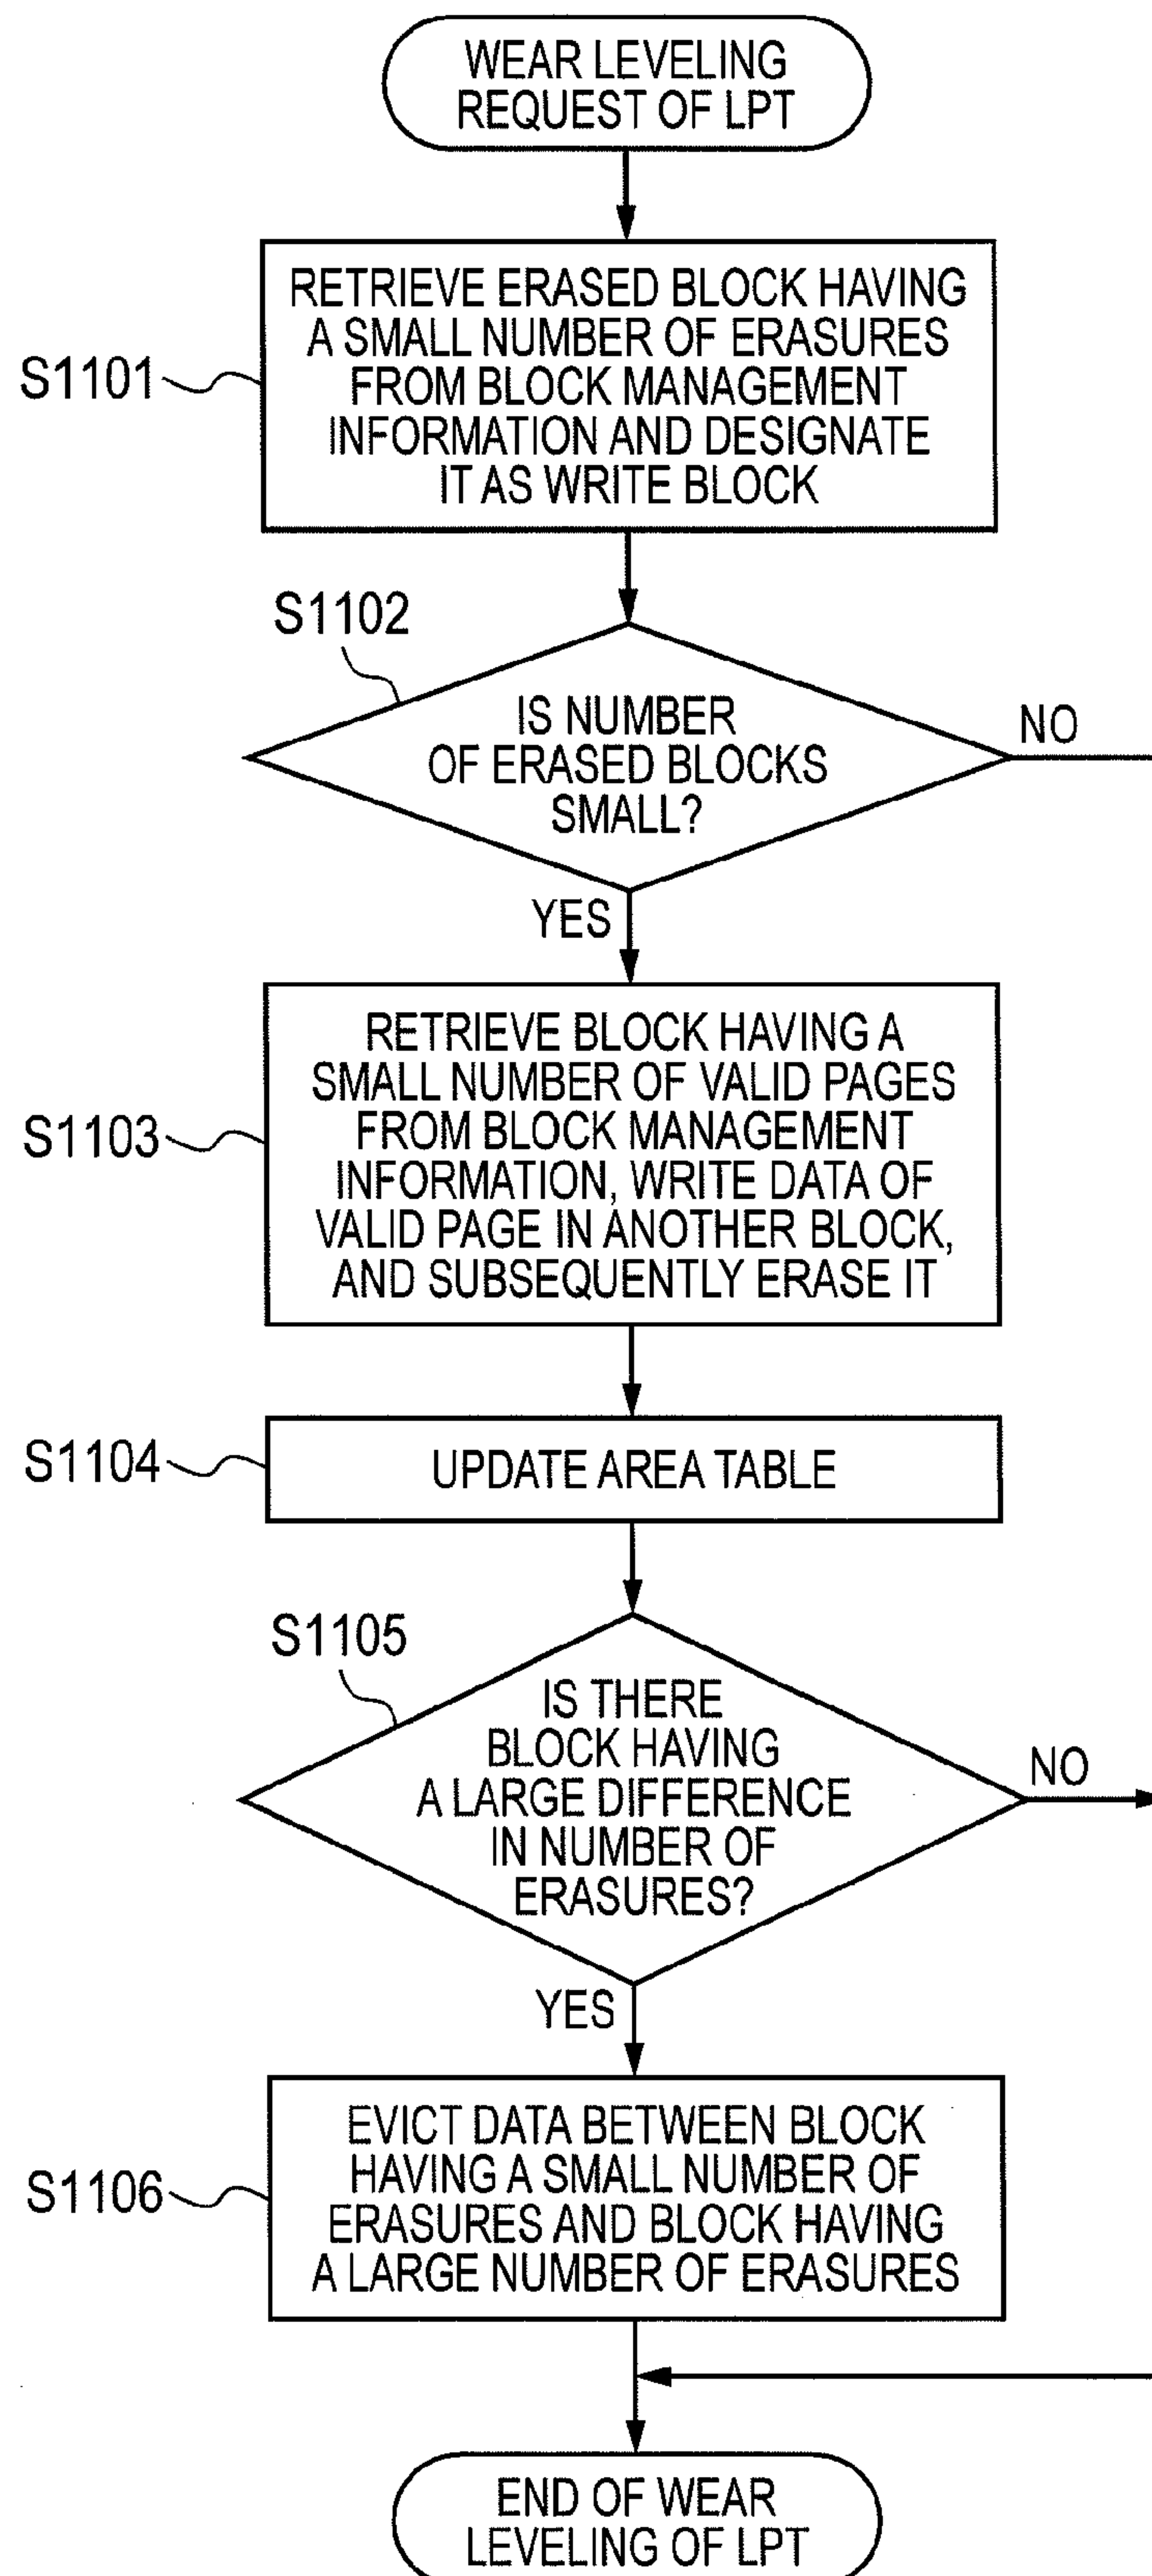 WEAR LEVELING
REQUEST OF LPT
S1101
RETRIEVE ERASED BLOCK HAVING
A SMALL NUMBER OF ERASURES
FROM BLOCK MANAGEMENT
INFORMATION AND DESIGNATE
IT AS WRITE BLOCK
S1102
IS NUMBER
OF ERASED BLOCKS
SMALL?
NO
YES
S1103
RETRIEVE BLOCK HAVING A
SMALL NUMBER OF VALID PAGES
FROM BLOCK MANAGEMENT
INFORMATION, WRITE DATA OF
VALID PAGE IN ANOTHER BLOCK,
AND SUBSEQUENTLY ERASE IT
S1104
UPDATE AREA TABLE
S1105
IS THERE
BLOCK HAVING
A LARGE DIFFERENCE
IN NUMBER OF
ERASURES?
NO
YES
S1106
EVICT DATA BETWEEN BLOCK
HAVING A SMALL NUMBER OF
ERASURES AND BLOCK HAVING
A LARGE NUMBER OF ERASURES
END OF WEAR
LEVELING OF LPT